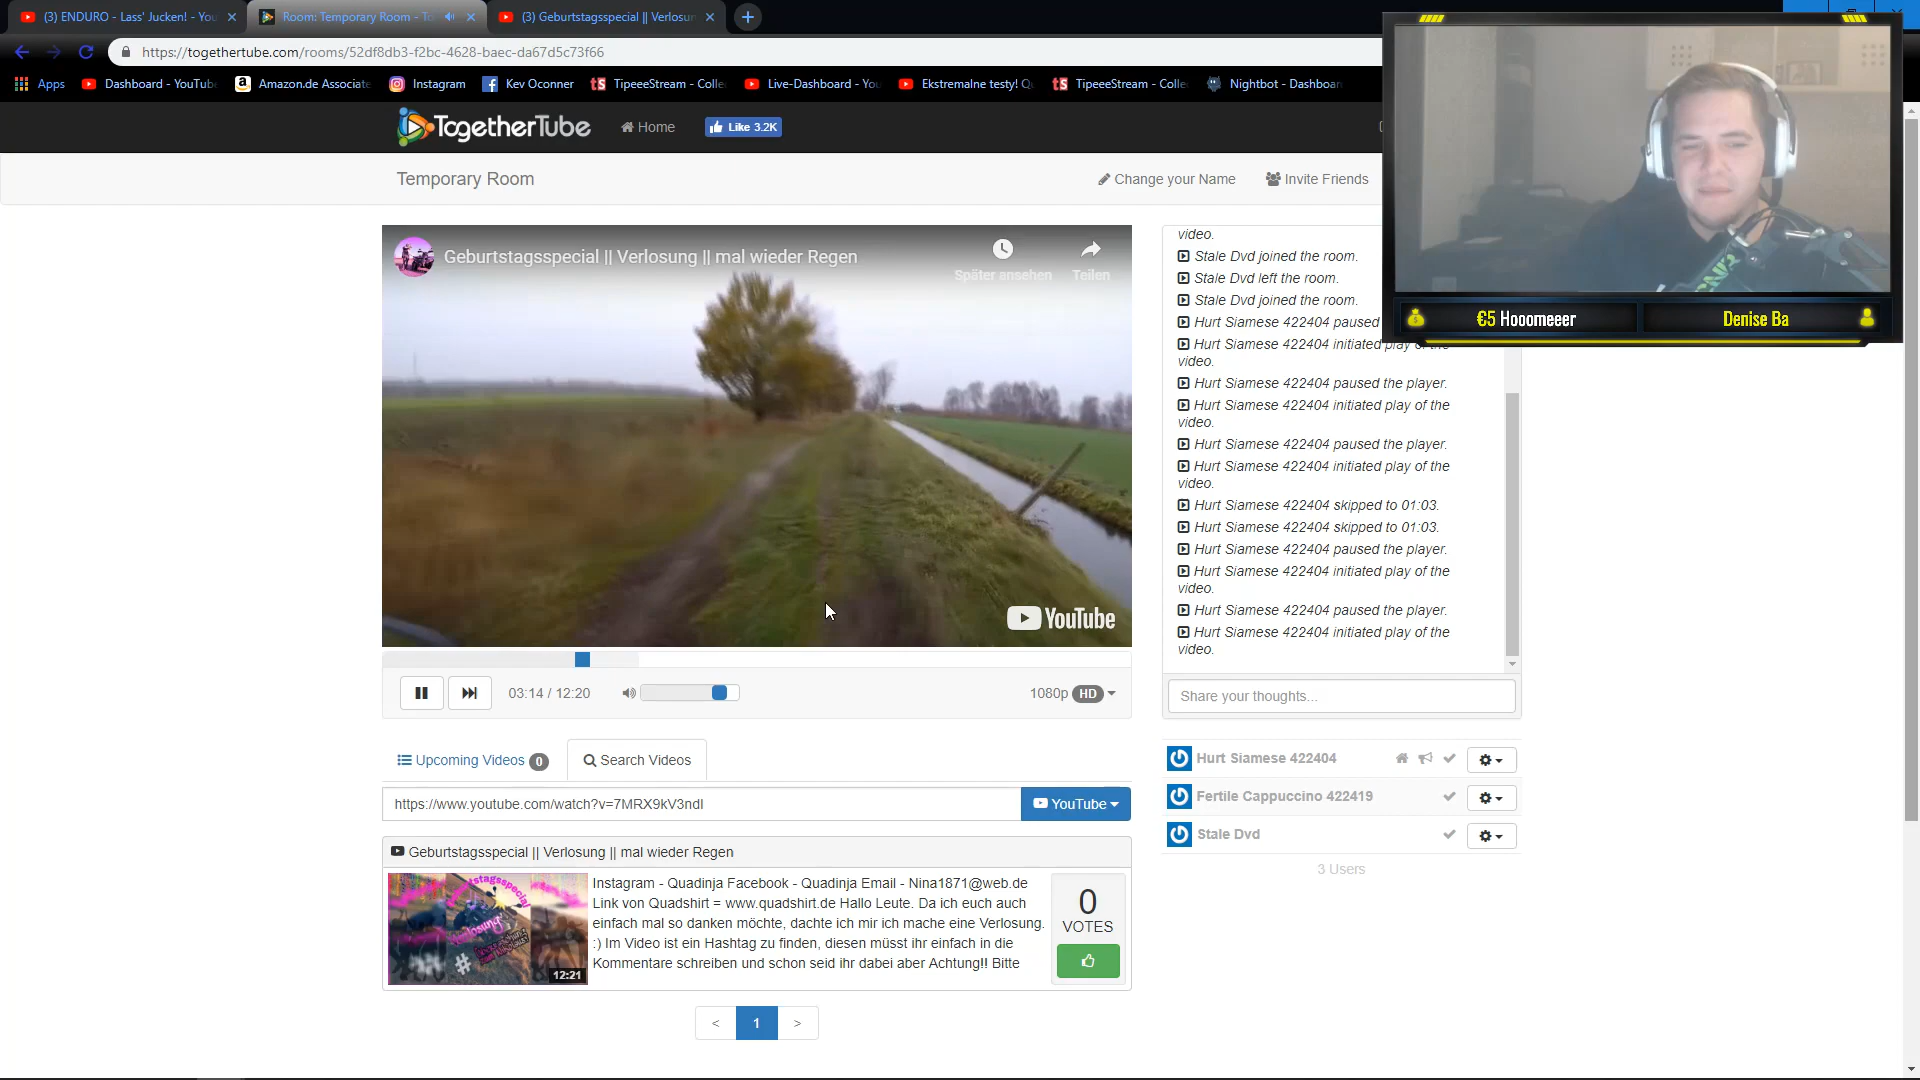 (3) ENDURO - Lass' Jucken! - You
Room: Temporary Room - To
(3) Geburtstagsspecial || Verlosun
https://togethertube.com/rooms/52df8db3-f2bc-4628-baec-da67d5c73f66
Apps
Dashboard - YouTube
Amazon.de Associate
Instagram
Kev Oconner
TipeeeStream - Colle
Live-Dashboard - You
Ekstremalne testy! Qu
TipeeeStream - Colle
Nightbot - Dashboar
TogetherTube
Home
Like 3.2K
Temporary Room
Change your Name
Invite Friends
€5 Hooomeeer
Denise Ba
Geburtstagsspecial || Verlosung || mal wieder Regen
Später ansehen
Teilen
YouTube
video.
Stale Dvd joined the room.
Stale Dvd left the room.
Stale Dvd joined the room.
Hurt Siamese 422404 paused
Hurt Siamese 422404 initiated play of the
video.
Hurt Siamese 422404 paused the player.
Hurt Siamese 422404 initiated play of the
video.
Hurt Siamese 422404 paused the player.
Hurt Siamese 422404 initiated play of the
video.
Hurt Siamese 422404 skipped to 01:03.
Hurt Siamese 422404 skipped to 01:03.
Hurt Siamese 422404 paused the player.
Hurt Siamese 422404 initiated play of the
video.
Hurt Siamese 422404 paused the player.
Hurt Siamese 422404 initiated play of the
video.
03:14 / 12:20
1080p HD
Share your thoughts...
Upcoming Videos 0
Search Videos
https://www.youtube.com/watch?v=7MRX9kV3ndI
YouTube
Geburtstagsspecial || Verlosung || mal wieder Regen
12:21
Instagram - Quadinja Facebook - Quadinja Email - Nina1871@web.de
Link von Quadshirt = www.quadshirt.de Hallo Leute. Da ich euch auch
einfach mal so danken möchte, dachte ich mir ich mache eine Verlosung.
:) Im Video ist ein Hashtag zu finden, diesen müsst ihr einfach in die
Kommentare schreiben und schon seid ihr dabei aber Achtung!! Bitte
0
VOTES
< 1 >
Hurt Siamese 422404
Fertile Cappuccino 422419
Stale Dvd
3 Users